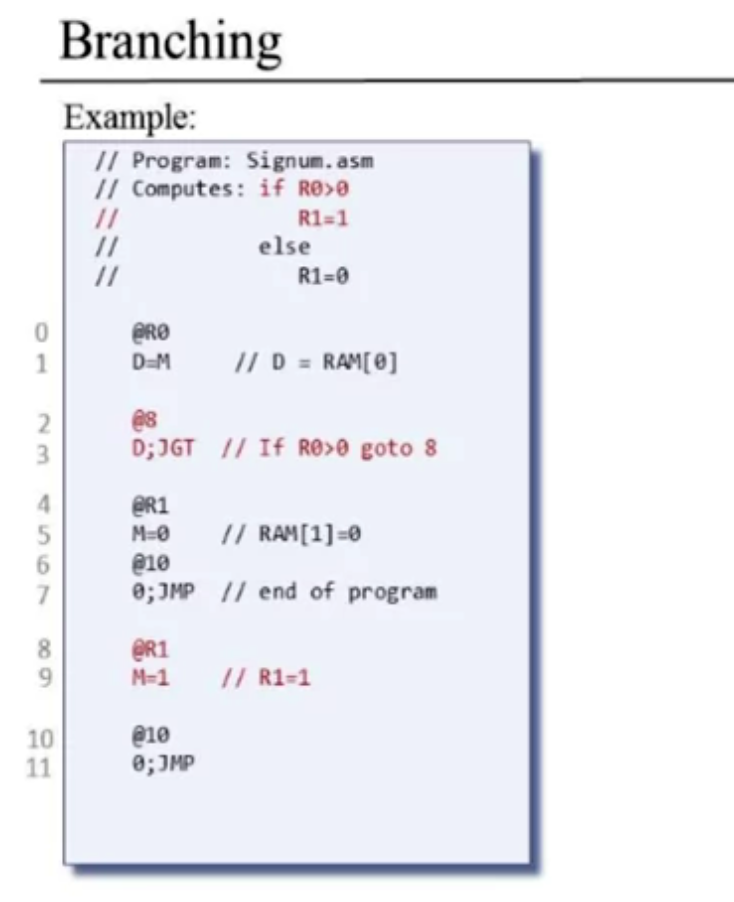 Branching
Example:
// Program: Signum.asm
// Computes: if R0>0
// R1=1
// else
// R1=0
0 @R0
1 D=M // D = RAM[0]
2 @8
3 D;JGT // If R0>0 goto 8
4 @R1
5 M=0 // RAM[1]=0
6 @10
7 0;JMP // end of program
8 @R1
9 M=1 // R1=1
10 @10
11 0;JMP